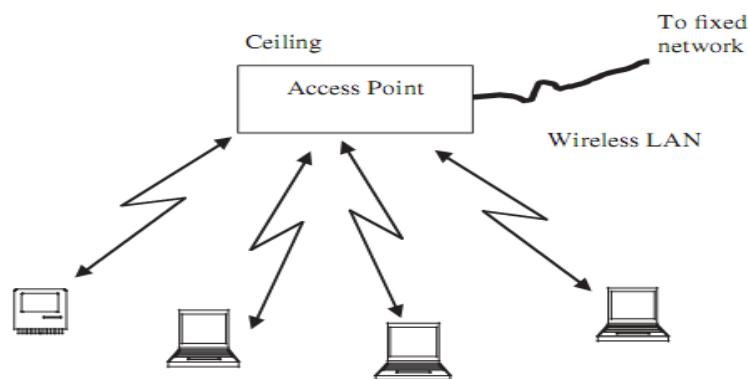 To fixed
network
Ceiling
Access Point
Wireless LAN